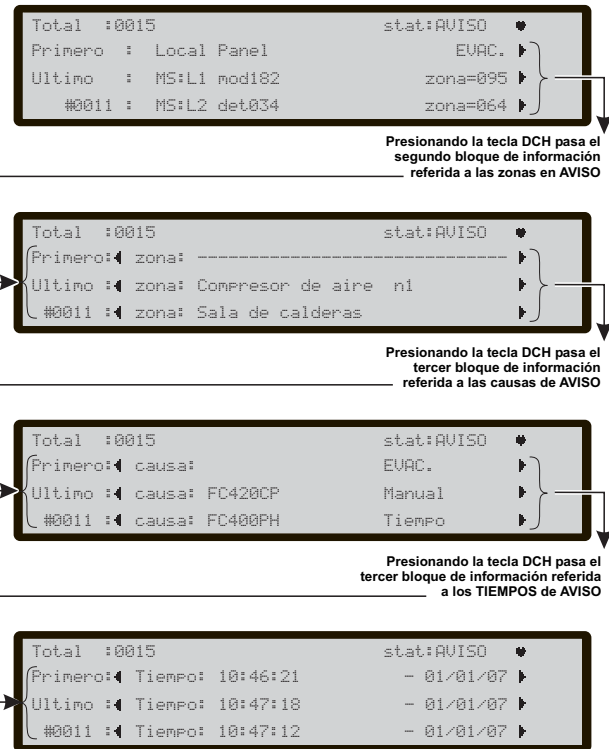 Total :0015 stat:AVISO
Primero : Local Panel EVAC.
Ultimo : MS:L1 mod182 zona=095
#0011 : MS:L2 det034 zona=064
Presionando la tecla DCH pasa el
segundo bloque de información
referida a las zonas en AVISO
Total :0015 stat:AVISO
Primero: zona: --------------------------------
Ultimo : zona: Compresor de aire n1
#0011 : zona: Sala de calderas
Presionando la tecla DCH pasa el
tercer bloque de información
referida a las causas de AVISO
Total :0015 stat:AVISO
Primero: causa: EVAC.
Ultimo : causa: FC420CP Manual
#0011 : causa: FC400PH Tiempo
Presionando la tecla DCH pasa el
tercer bloque de información referida
a los TIEMPOS de AVISO
Total :0015 stat:AVISO
Primero: Tiempo: 10:46:21 - 01/01/07
Ultimo : Tiempo: 10:47:18 - 01/01/07
#0011 : Tiempo: 10:47:12 - 01/01/07